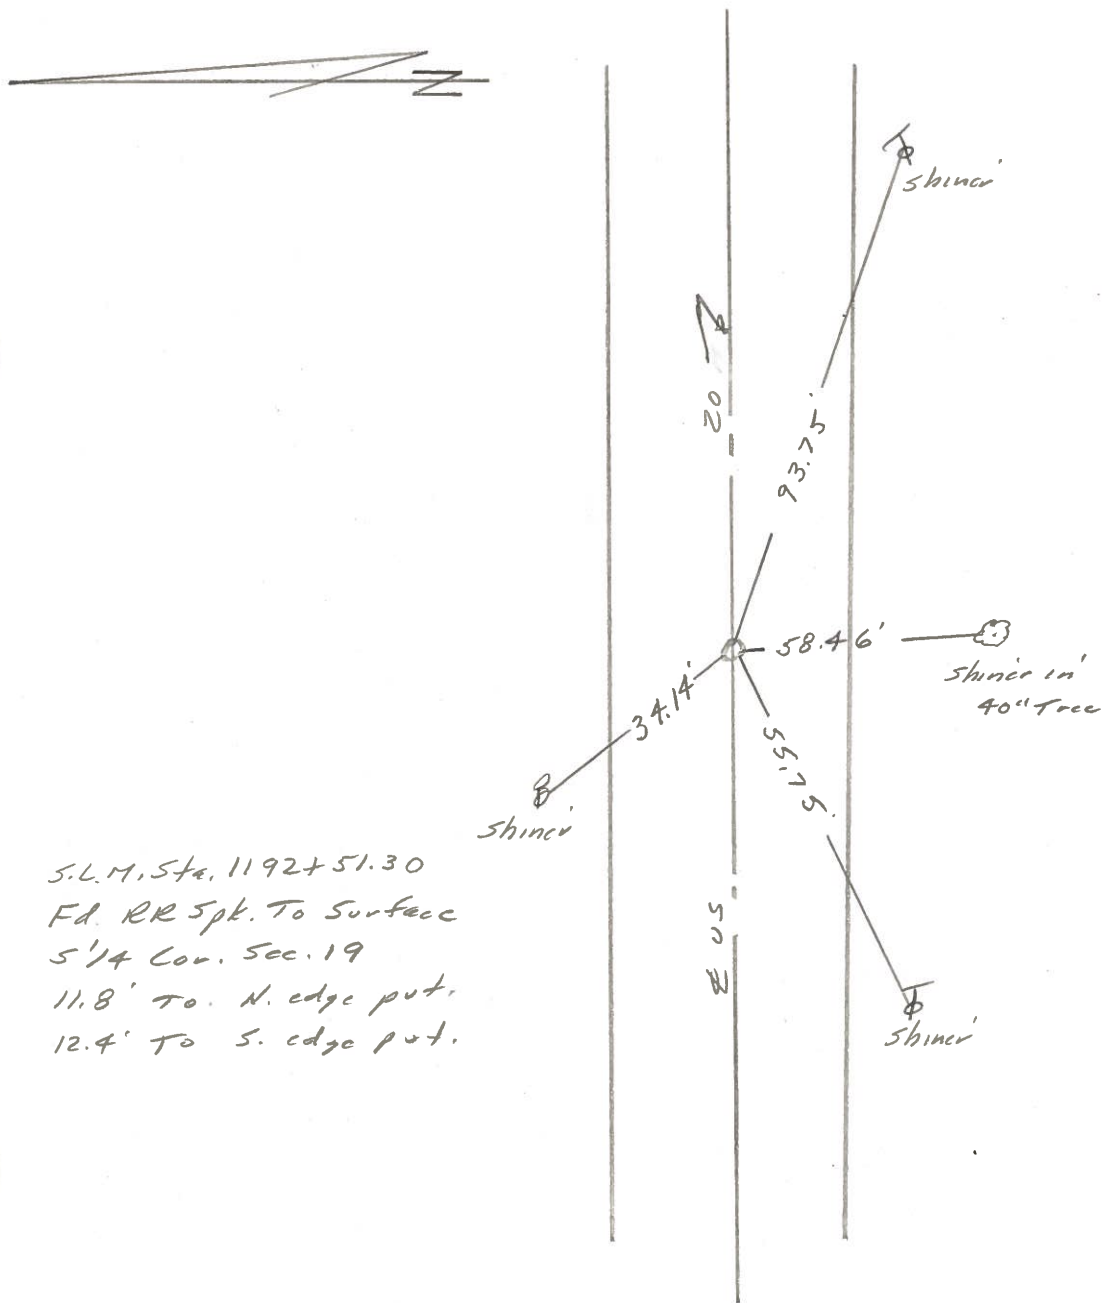 N
shiner
20
93.75'
58.46'
shiner in
40" Tree
34.14'
55.75'
shiner
S.L.M. Sta. 1192+51.30
Fd. RR Spk. To Surface
S 1/4 Cor. Sec. 19
11.8' To N. edge pvt.
12.4' To S. edge pvt.
US
shiner